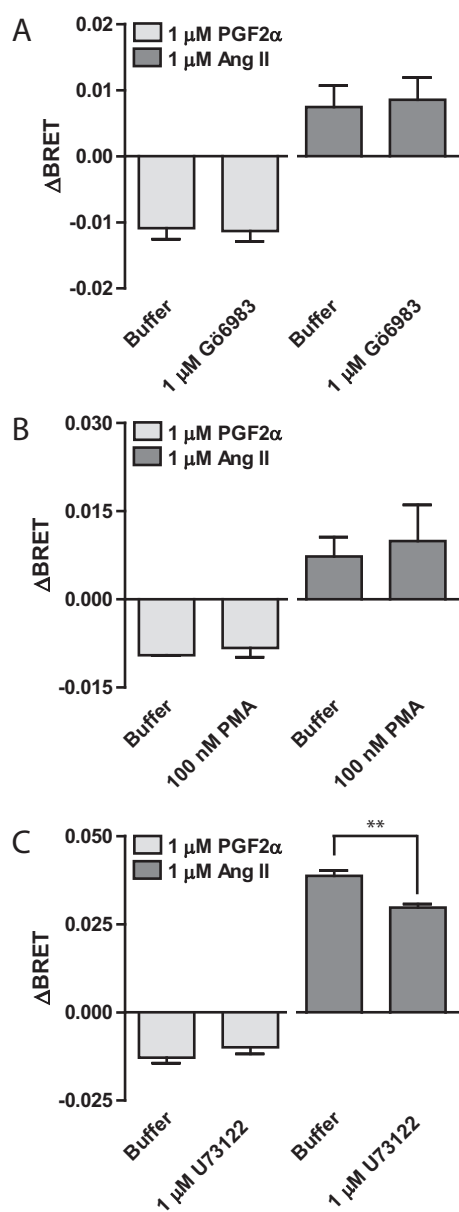 A
1 μM PGF2α
1 μM Ang II
0.02
0.01
0.00
-0.01
-0.02
ΔBRET
Buffer
1 μM Gö6983
Buffer
1 μM Gö6983
B
1 μM PGF2α
1 μM Ang II
0.030
0.015
0.000
-0.015
ΔBRET
Buffer
100 nM PMA
Buffer
100 nM PMA
C
1 μM PGF2α
1 μM Ang II
**
0.050
0.025
0.000
-0.025
ΔBRET
Buffer
1 μM U73122
Buffer
1 μM U73122